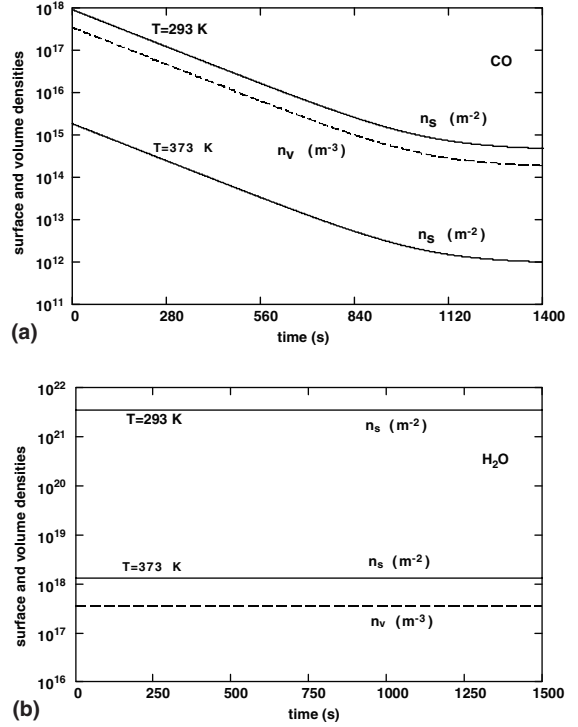 10^18
10^17
10^16
10^15
10^14
10^13
10^12
10^11
surface and volume densities
T=293 K
CO
n_s (m^-2)
n_v (m^-3)
T=373 K
n_s (m^-2)
0 280 560 840 1120 1400
time (s)
(a)
10^22
10^21
10^20
10^19
10^18
10^17
10^16
surface and volume densities
T=293 K
n_s (m^-2)
H_2O
T=373 K
n_s (m^-2)
n_v (m^-3)
0 250 500 750 1000 1250 1500
time (s)
(b)